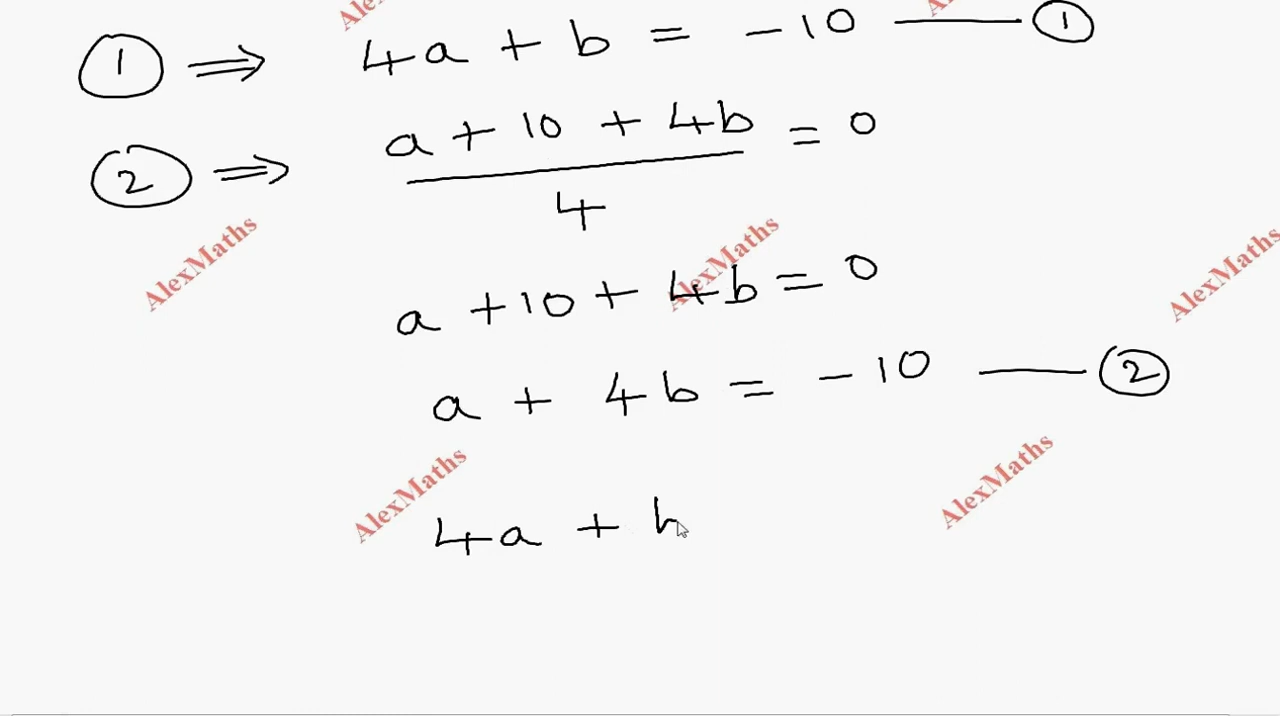 ① ⇒ 4a + b = -10 —— ①
② ⇒ a + 10 + 4b / 4 = 0
AlexMaths AlexMaths AlexMaths
a + 10 + 4b = 0
a + 4b = -10 —— ②
AlexMaths AlexMaths
4a +